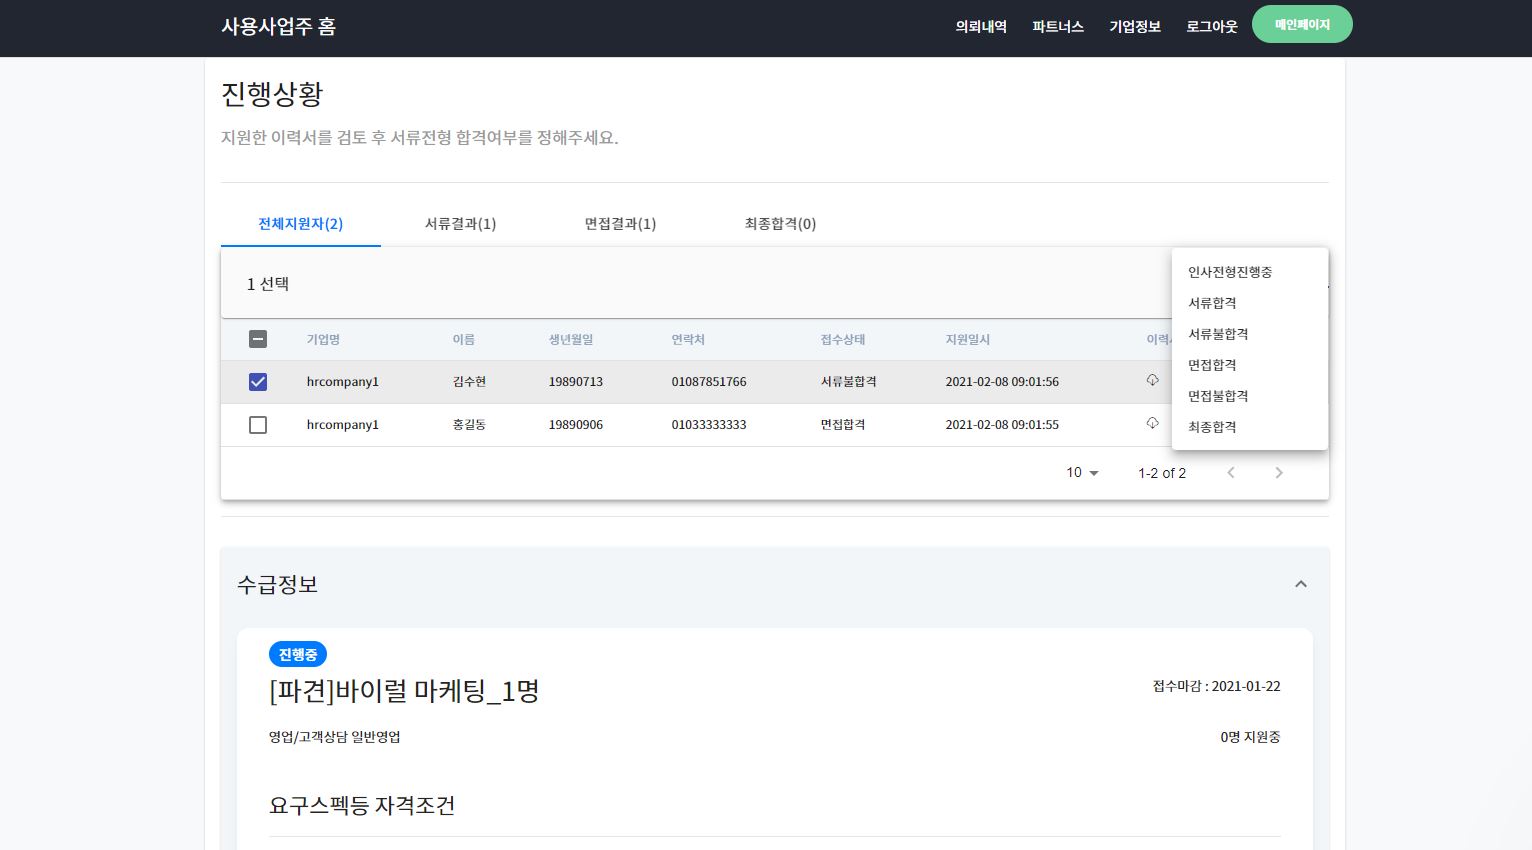 사용사업주 홈
의뢰내역 파트너스 기업정보 로그아웃 메인페이지
진행상황
지원한 이력서를 검토 후 서류전형 합격여부를 정해주세요.
전체지원자(2) 서류결과(1) 면접결과(1) 최종합격(0)
1 선택
인사전형진행중
서류합격
서류불합격
면접합격
면접불합격
최종합격
기업명 이름 생년월일 연락처 접수상태 지원일시
hrcompany1 김수현 19890713 01087851766 서류불합격 2021-02-08 09:01:56
hrcompany1 홍길동 19890906 01033333333 면접합격 2021-02-08 09:01:55
10 1-2 of 2
수급정보
진행중
[파견]바이럴 마케팅_1명
접수마감 : 2021-01-22
영업/고객상담 일반영업
0명 지원중
요구스펙등 자격조건